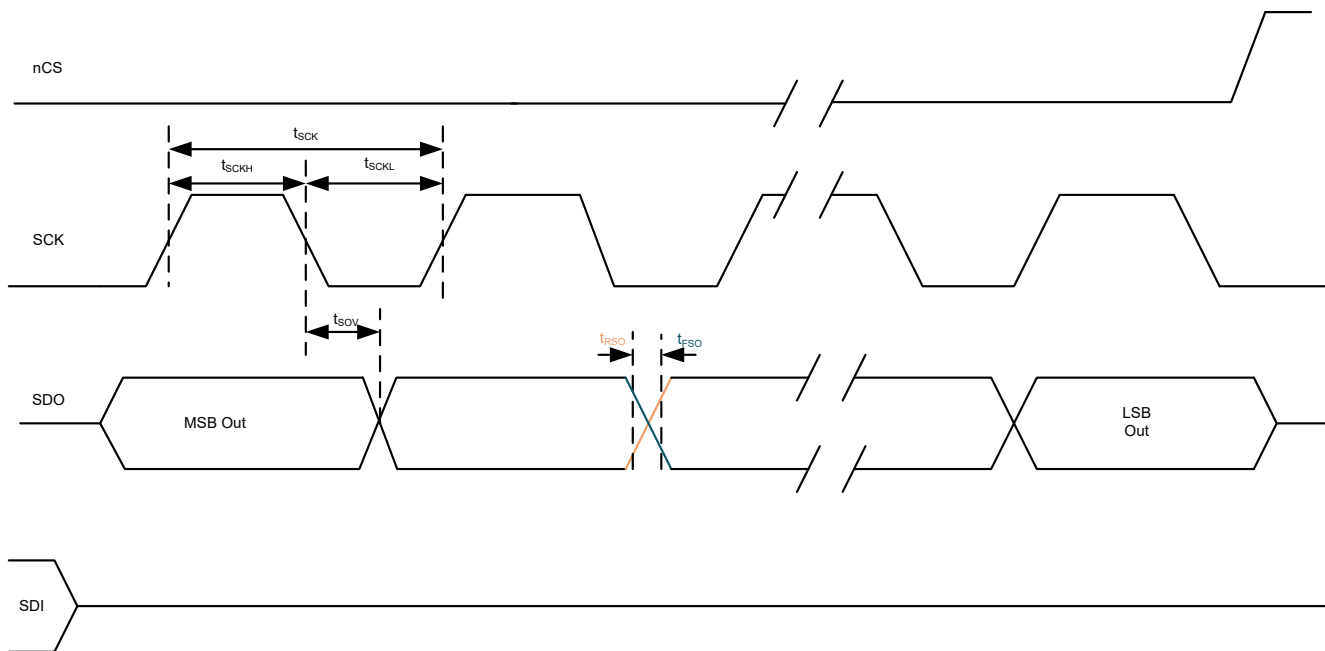 nCS
tSCK
tSCKH
tSCKL
SCK
tSOV
tRSO
tFSO
SDO
MSB Out
LSB
Out
SDI